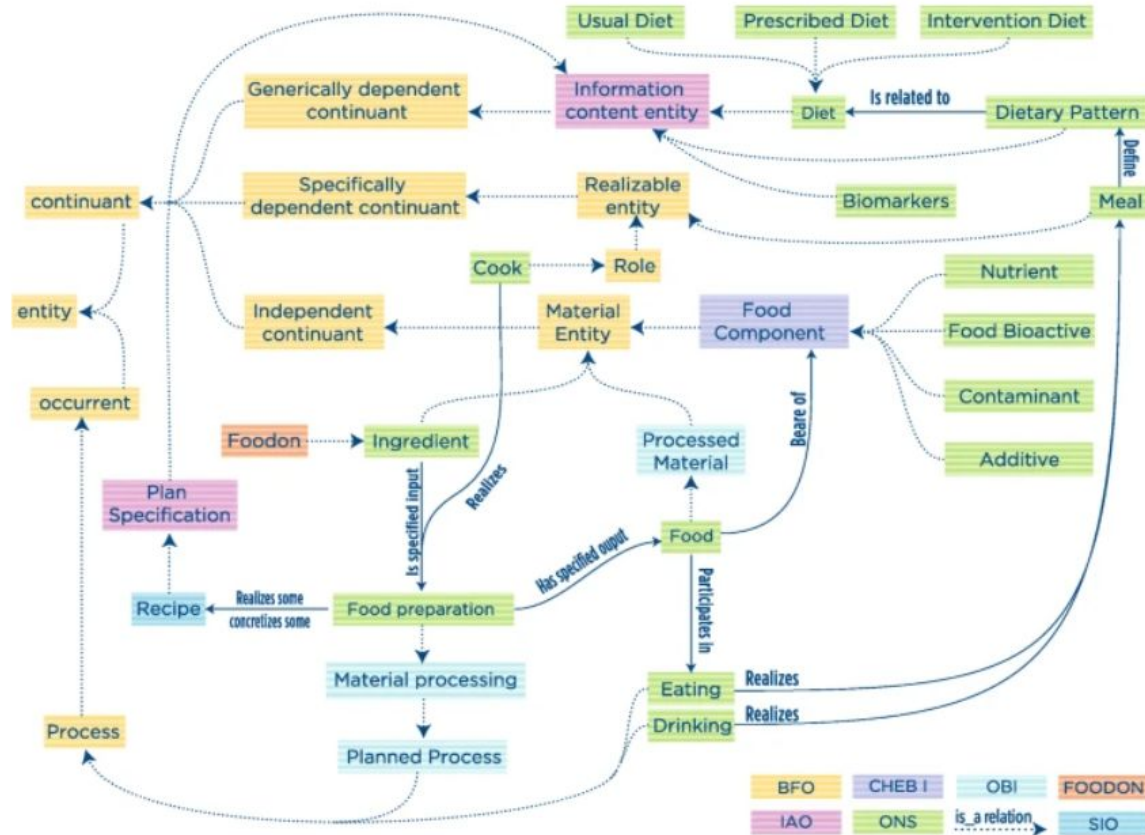 Usual Diet
Prescribed Diet
Intervention Diet
Generically dependent
continuant
Information
content entity
Diet
Is related to
Dietary Pattern
Define
continuant
Specifically
dependent continuant
Realizable
entity
Biomarkers
Meal
Cook
Role
Nutrient
entity
Independent
continuant
Material
Entity
Food
Component
Food Bioactive
occurrent
Contaminant
Beare of
Foodon
Ingredient
Processed
Material
Additive
Plan
Specification
Is specified input
Realizes
Food
Has specified ouput
Participates in
Recipe
Realizes some
concretizes some
Food preparation
Material processing
Eating
Realizes
Process
Drinking
Realizes
Planned Process
BFO
CHEB I
OBI
FOODON
IAO
ONS
is_a relation
SIO